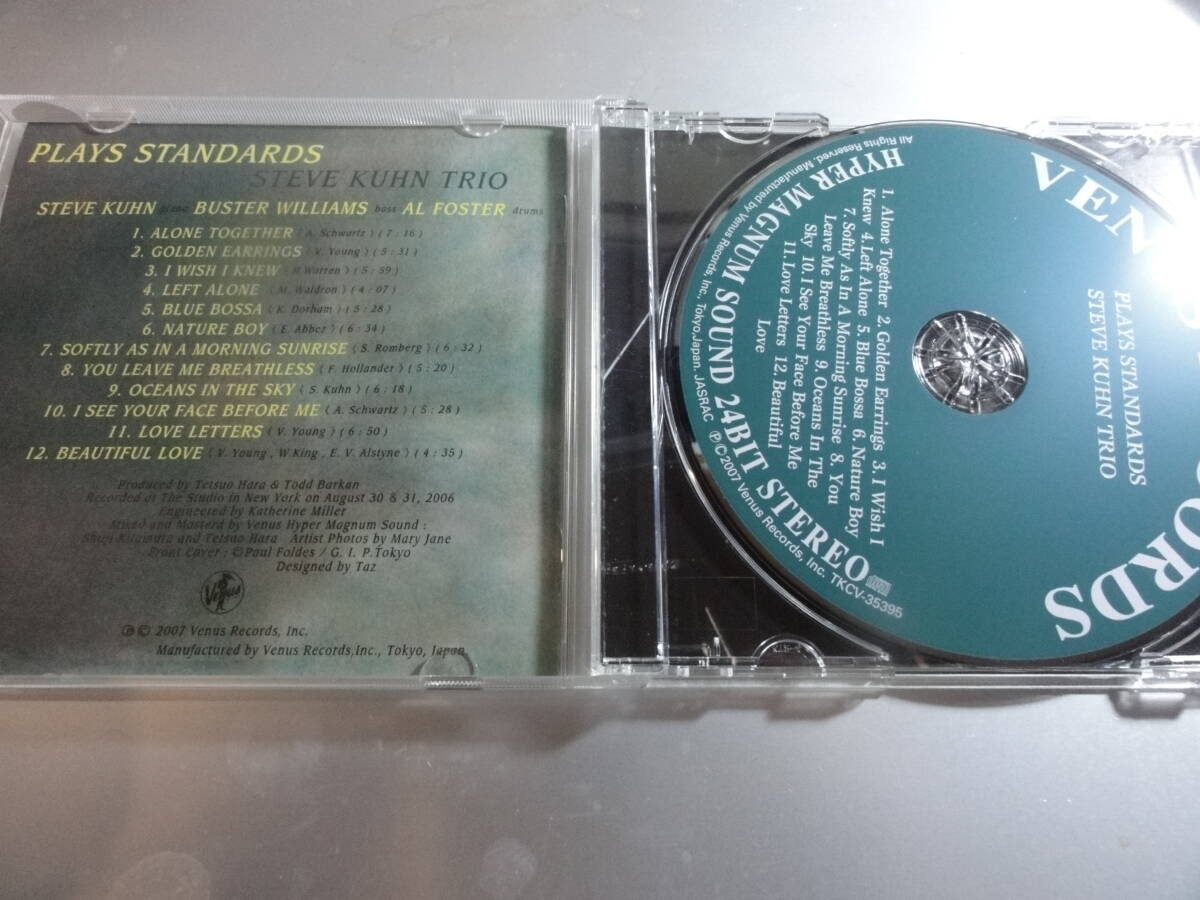 PLAYS STANDARDS
STEVE KUHN TRIO
STEVE KUHN piano BUSTER WILLIAMS bass AL FOSTER drums
1. ALONE TOGETHER ( A. Schwartz ) ( 7 : 16 )
2. GOLDEN EARRINGS ( V. Young ) ( 5 : 31 )
3. I WISH I KNEW ( H. Warren ) ( 5 : 59 )
4. LEFT ALONE ( M. Waldron ) ( 4 : 07 )
5. BLUE BOSSA ( K. Dorham ) ( 5 : 28 )
6. NATURE BOY ( E. Abbez ) ( 6 : 34 )
7. SOFTLY AS IN A MORNING SUNRISE ( S. Romberg ) ( 6 : 32 )
8. YOU LEAVE ME BREATHLESS ( F. Hollander ) ( 5 : 20 )
9. OCEANS IN THE SKY ( S. Kuhn ) ( 6 : 18 )
10. I SEE YOUR FACE BEFORE ME ( A. Schwartz ) ( 5 : 28 )
11. LOVE LETTERS ( V. Young ) ( 6 : 50 )
12. BEAUTIFUL LOVE ( V. Young , W.King , E. V. Alstyne ) ( 4 : 35 )
Produced by Tetsuo Hara & Todd Barkan
Recorded at The Studio in New York on August 30 & 31, 2006
Engineered by Katherine Miller
Mixed and Masterd by Venus Hyper Magnum Sound :
Shuji Kitamura and Tetsuo Hara Artist Photos by Mary Jane
Front Cover : ©Paul Foldes / G. I. P.Tokyo
Designed by Taz
Venus
℗ © 2007 Venus Records, Inc.
Manufactured by Venus Records,Inc., Tokyo, Japan
VEN
ORDS
PLAYS STANDARDS
STEVE KUHN TRIO
1. Alone Together 2. Golden Earrings 3. I Wish I
Knew 4. Left Alone 5. Blue Bossa 6. Nature Boy
7. Softly As In A Morning Sunrise 8. You
Leave Me Breathless 9. Oceans In The
Sky 10. I See Your Face Before Me
11. Love Letters 12. Beautiful
Love
HYPER MAGNUM SOUND 24BIT STEREO
All Rights Reserved. Manufactured by Venus Records, Inc., Tokyo,Japan. JASRAC ℗©2007 Venus Records, Inc. TKCV-35395